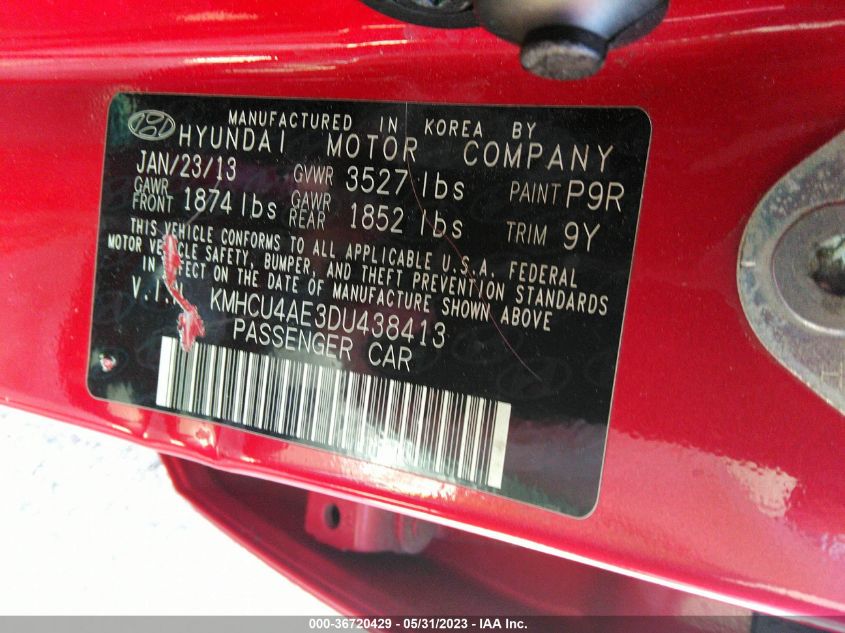 MANUFACTURED IN KOREA BY
HYUNDAI MOTOR COMPANY
JAN/23/13 GVWR 3527 lbs PAINT P9R
GAWR FRONT 1874 lbs GAWR REAR 1852 lbs TRIM 9Y
THIS VEHICLE CONFORMS TO ALL APPLICABLE U.S.A. FEDERAL
MOTOR VEHICLE SAFETY, BUMPER, AND THEFT PREVENTION STANDARDS
IN EFFECT ON THE DATE OF MANUFACTURE SHOWN ABOVE
V.I.N KMHCU4AE3DU438413
PASSENGER CAR
000-36720429 - 05/31/2023 - IAA Inc.